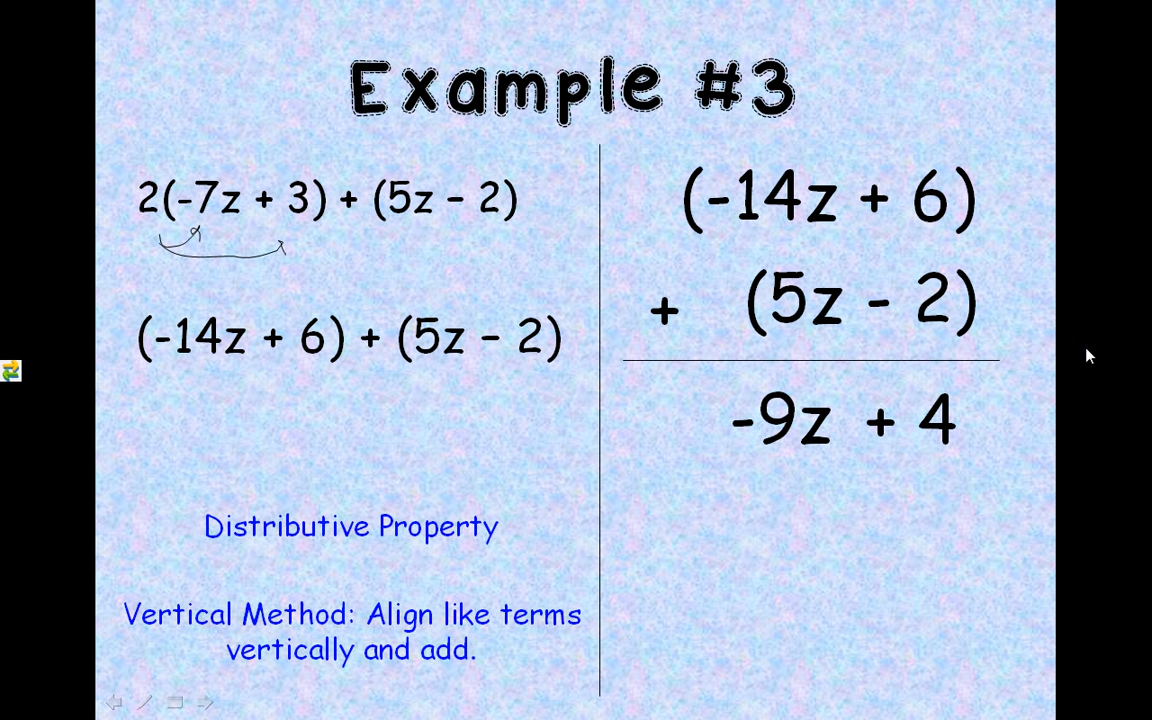 Example #3
2(-7z + 3) + (5z - 2)
(-14z + 6) + (5z - 2)
Distributive Property
Vertical Method: Align like terms
vertically and add.
(-14z + 6)
+ (5z - 2)
-9z + 4